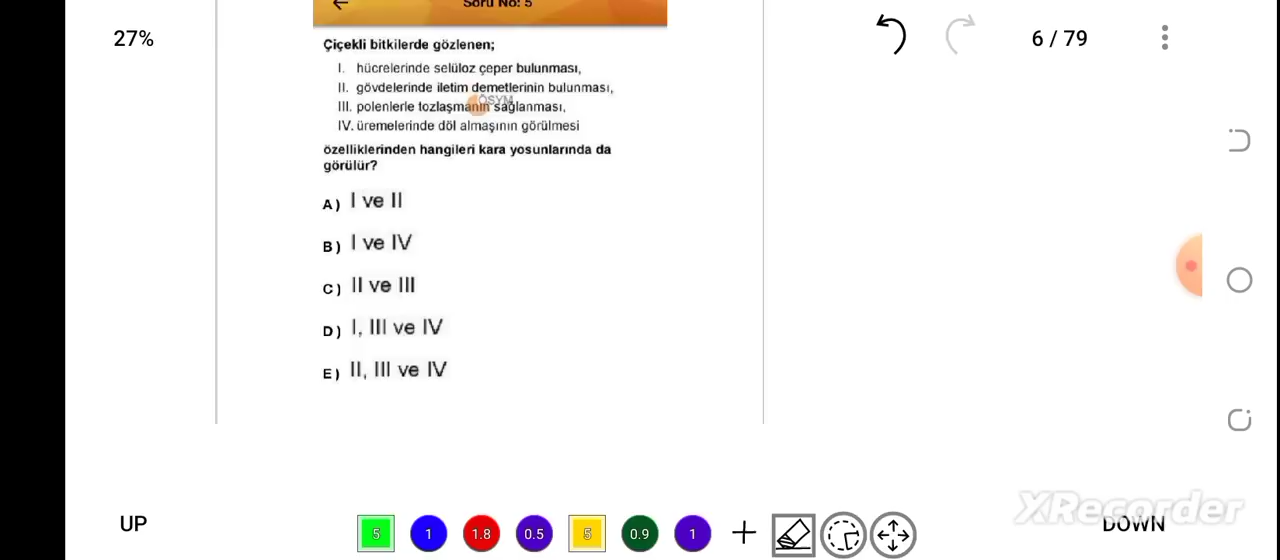 Soru No: 5
27%
6 / 79
Çiçekli bitkilerde gözlenen;
I. hücrelerinde selüloz çeper bulunması,
II. gövdelerinde iletim demetlerinin bulunması,
ÖSYM
III. polenlerle tozlaşmanın sağlanması,
IV. üremelerinde döl almaşının görülmesi
özelliklerinden hangileri kara yosunlarında da
görülür?
A) I ve II
B) I ve IV
C) II ve III
D) I, III ve IV
E) II, III ve IV
XRecorder
UP
5 1 1.8 0.5 5 0.9 1
DOWN